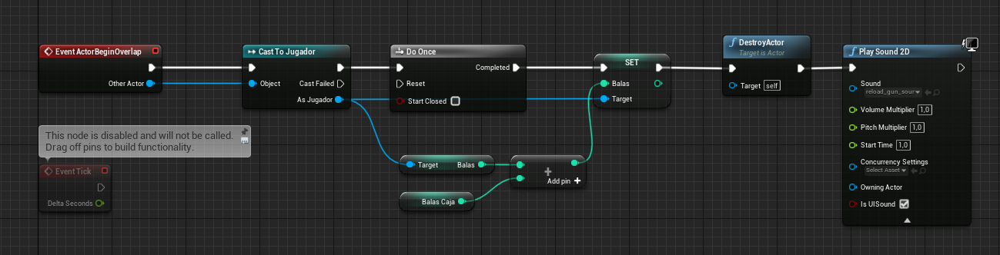 Event ActorBeginOverlap
Other Actor
Cast To Jugador
Object
Cast Failed
As Jugador
Do Once
Completed
Reset
Start Closed
SET
Balas
Target
DestroyActor
Target is Actor
Target self
Play Sound 2D
Sound
reload_gun_sour
Volume Multiplier 1,0
Pitch Multiplier 1,0
Start Time 1,0
Concurrency Settings
Select Asset
Owning Actor
Is UISound
This node is disabled and will not be called.
Drag off pins to build functionality.
Event Tick
Delta Seconds
Target Balas
Balas Caja
Add pin